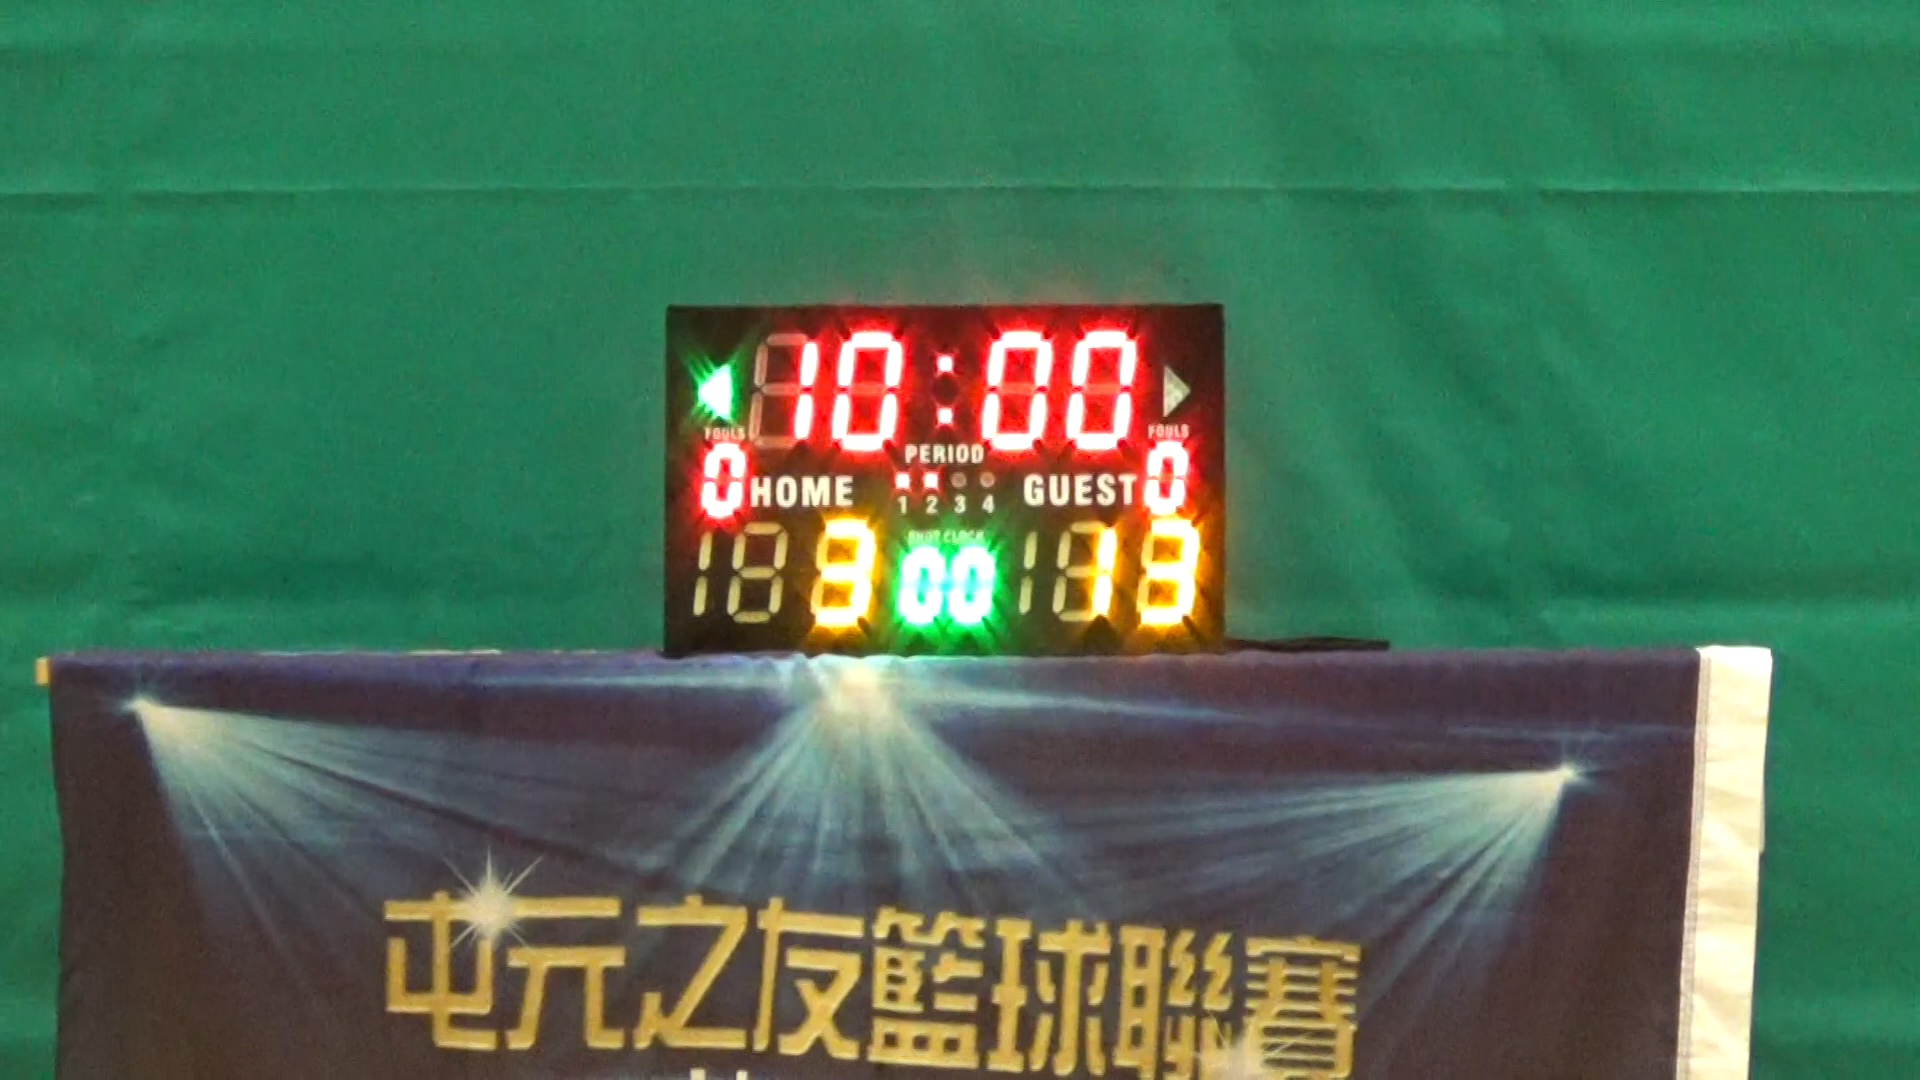 10:00
FOULS FOULS
PERIOD
0 HOME GUEST 0
1 2 3 4
SHOT CLOCK
3 00 13
屯元之友籃球聯賽